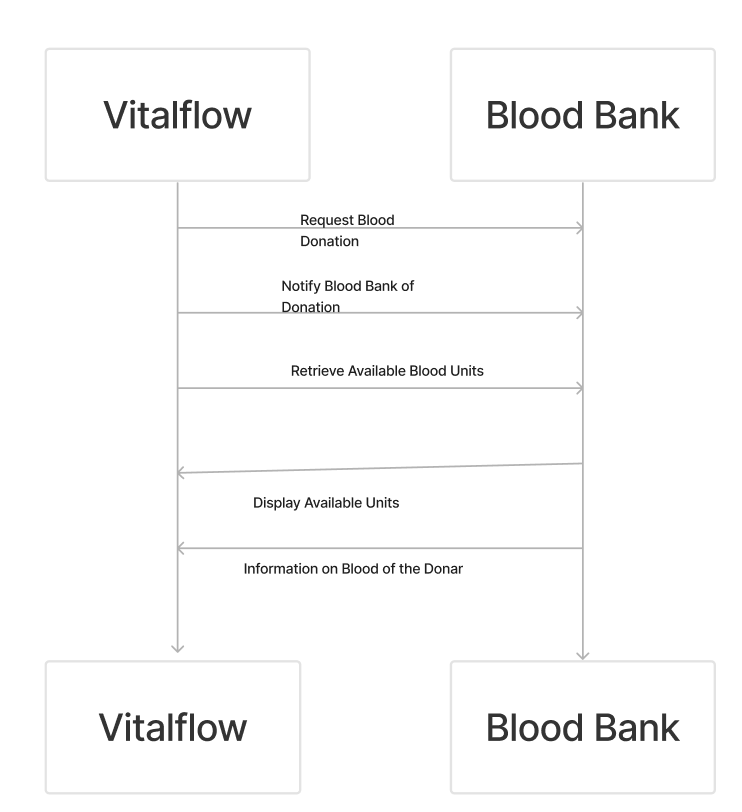 Vitalflow
Blood Bank
Request Blood
Donation
Notify Blood Bank of
Donation
Retrieve Available Blood Units
Display Available Units
Information on Blood of the Donar
Vitalflow
Blood Bank